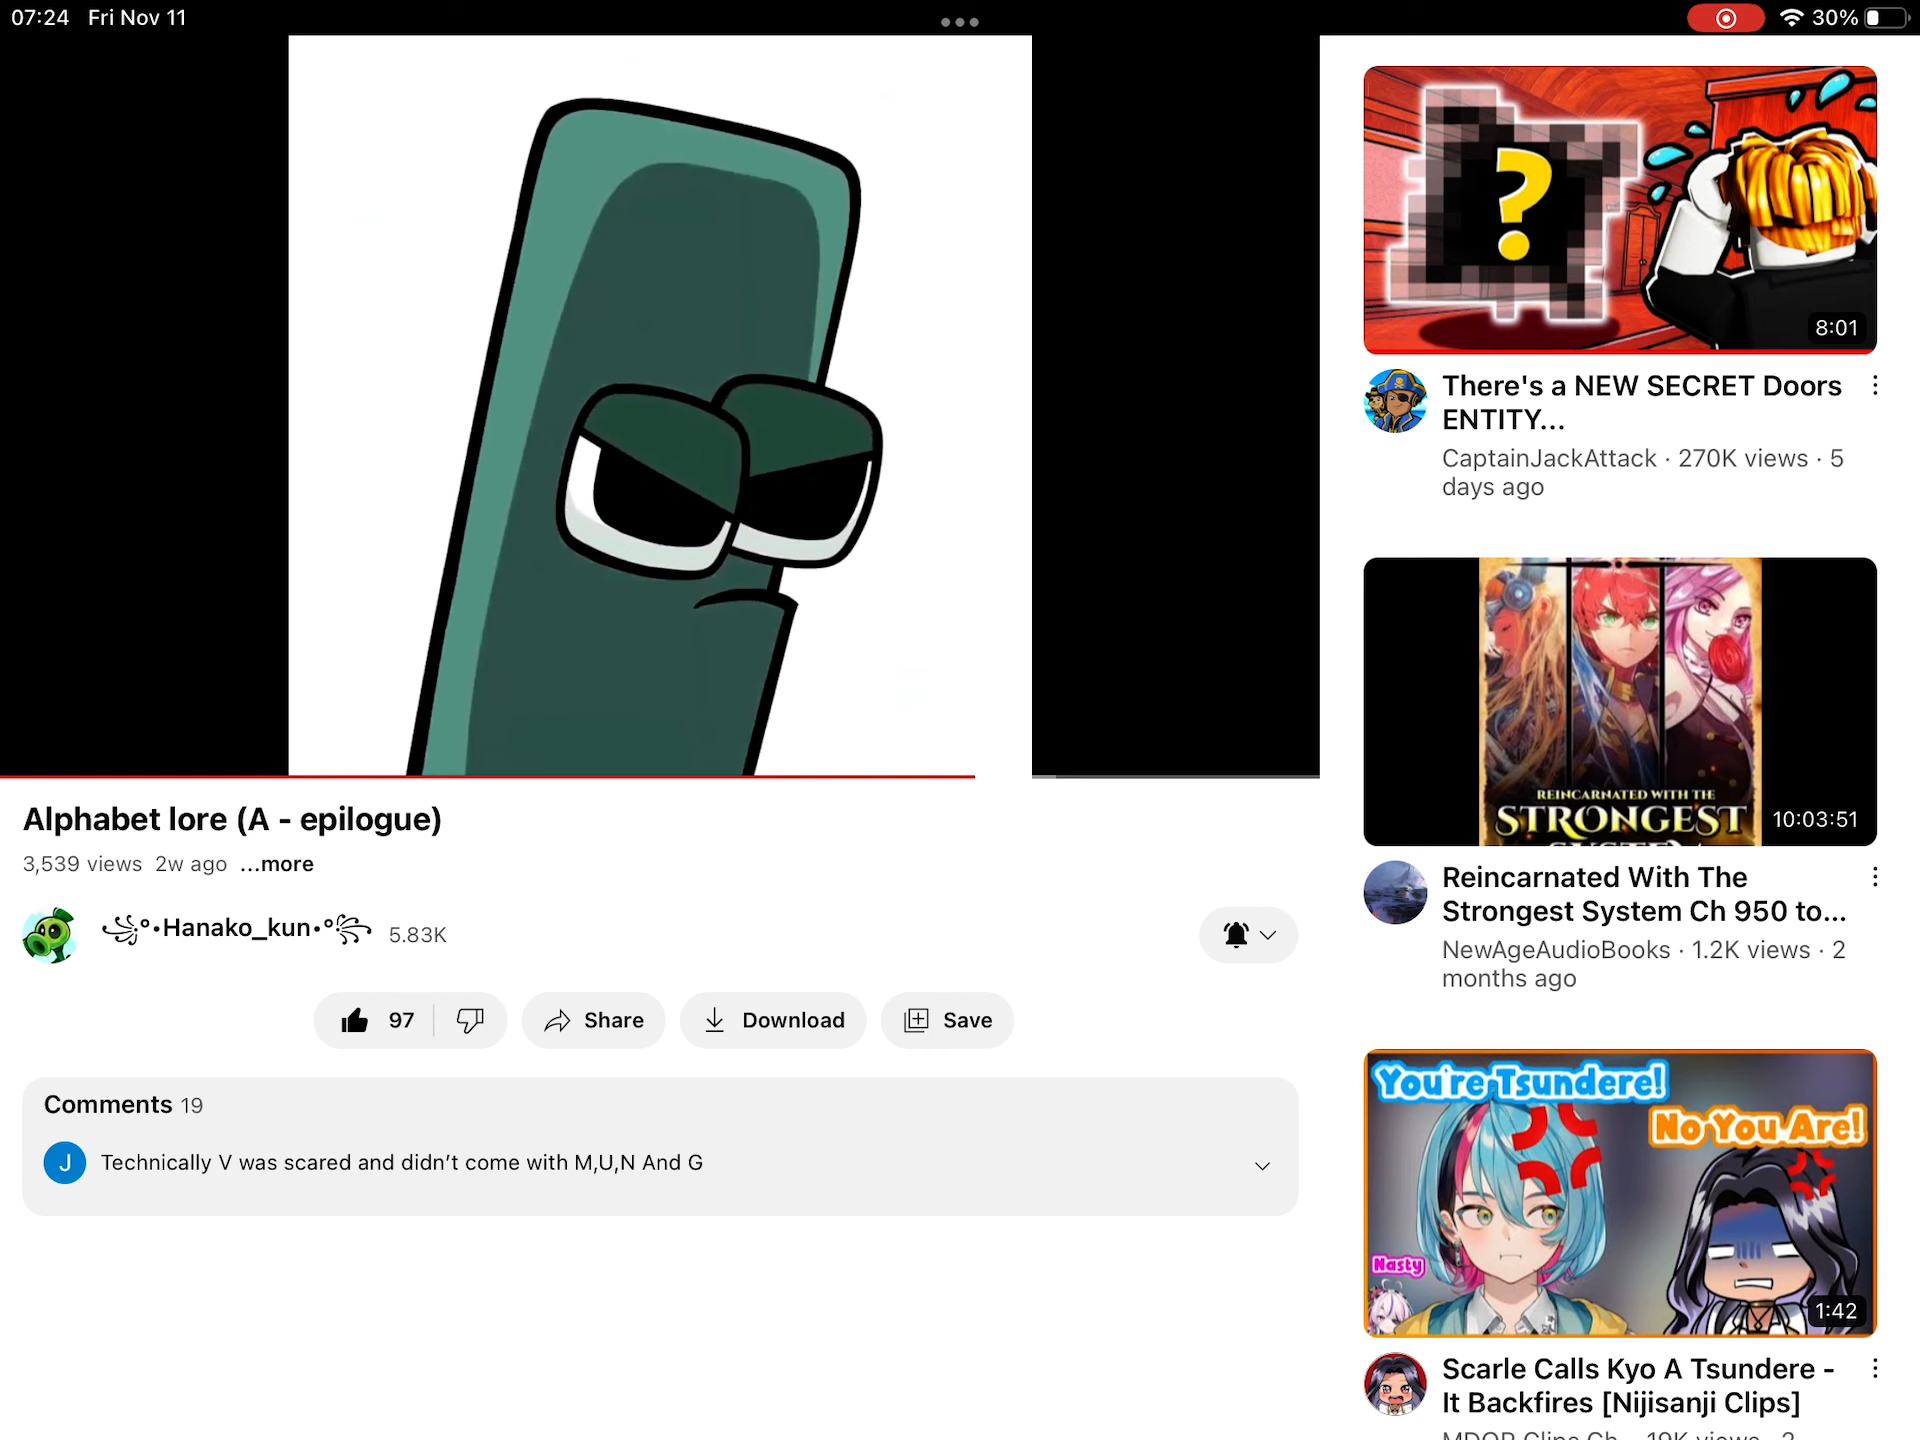 07:24 Fri Nov 11
30%
Alphabet lore (A - epilogue)
3,539 views 2w ago ...more
꧁༺°•Hanako_kun•°༻꧂ 5.83K
97
Share
Download
Save
Comments 19
J
Technically V was scared and didn’t come with M,U,N And G
?
8:01
There's a NEW SECRET Doors
ENTITY...
CaptainJackAttack · 270K views · 5
days ago
REINCARNATED WITH THE
STRONGEST
SYSTEM
10:03:51
Reincarnated With The
Strongest System Ch 950 to...
NewAgeAudioBooks · 1.2K views · 2
months ago
You're Tsundere!
No You Are!
Nasty
1:42
Scarle Calls Kyo A Tsundere -
It Backfires [Nijisanji Clips]